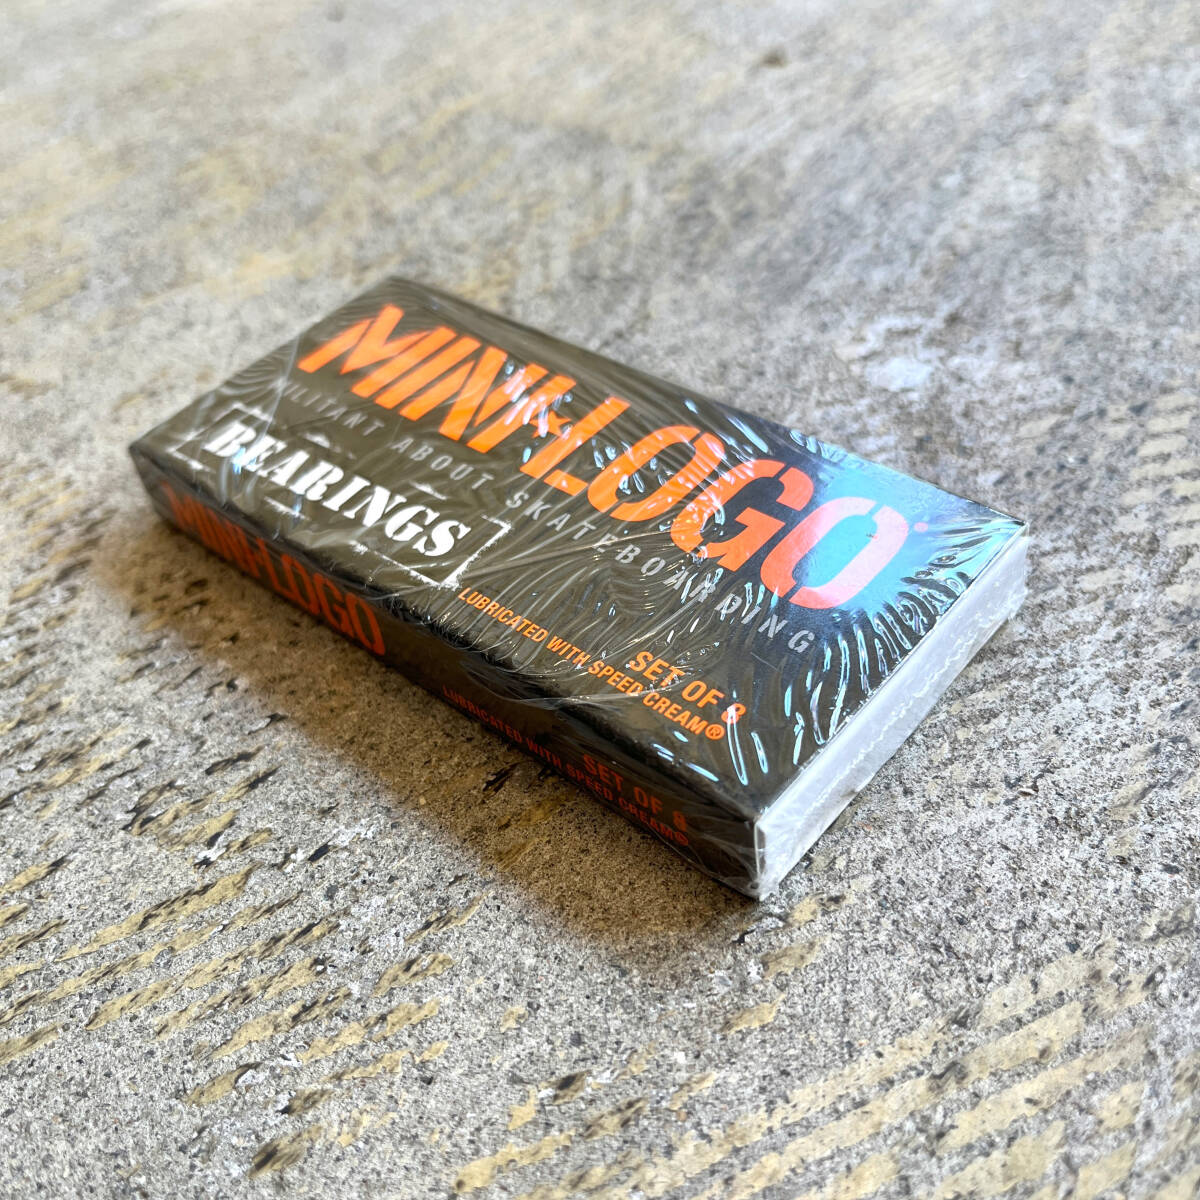 MINI-LOGO
MILITANT ABOUT SKATEBOARDING
BEARINGS
SET OF 8
LUBRICATED WITH SPEED CREAM®
MINI-LOGO
SET OF 8
LUBRICATED WITH SPEED CREAM®